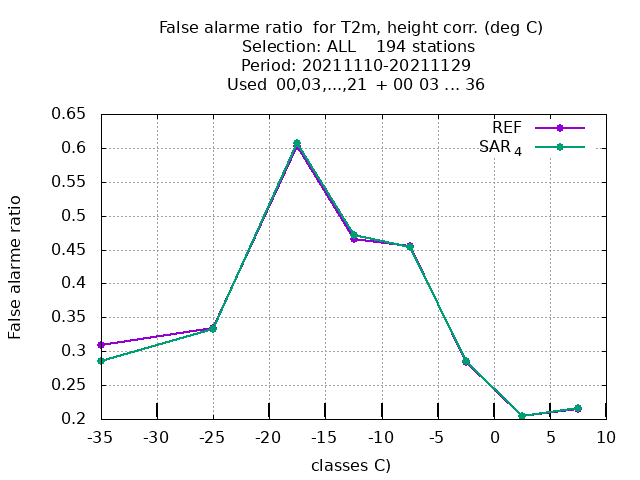 False alarme ratio  for T2m, height corr. (deg C)
Selection: ALL    194 stations
Period: 20211110-20211129
Used  00,03,...,21  + 00 03 ... 36
0.65
0.6
0.55
0.5
0.45
0.4
0.35
0.3
0.25
0.2
False alarme ratio
REF
SAR 4
-35 -30 -25 -20 -15 -10 -5 0 5 10
classes C)